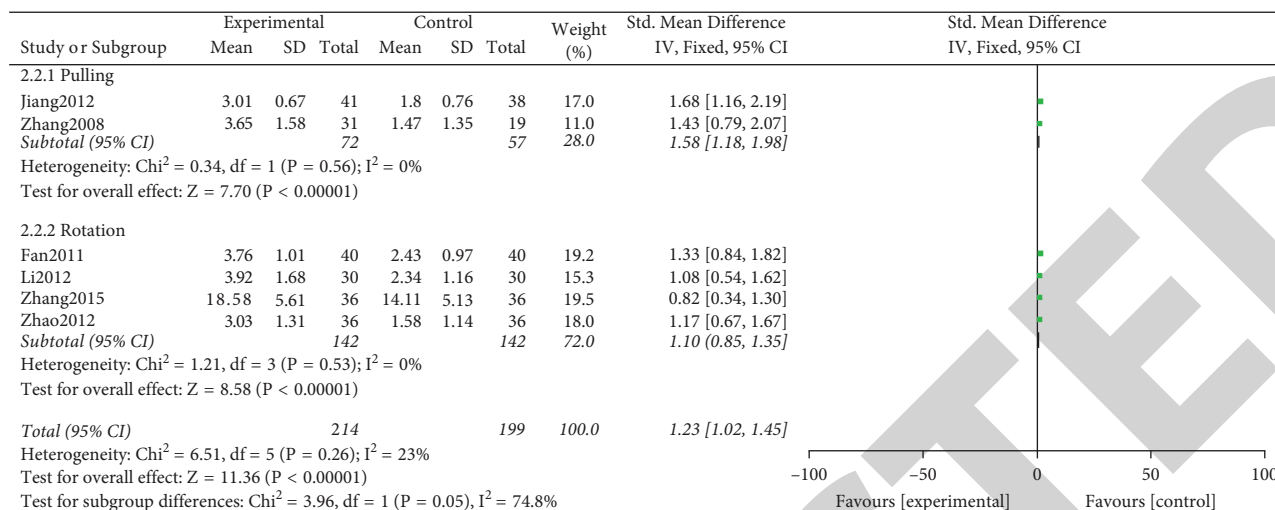 Experimental Control Weight Std. Mean Difference Std. Mean Difference
Study or Subgroup Mean SD Total Mean SD Total (%) IV, Fixed, 95% CI IV, Fixed, 95% CI
2.2.1 Pulling
Jiang2012 3.01 0.67 41 1.8 0.76 38 17.0 1.68 [1.16, 2.19]
Zhang2008 3.65 1.58 31 1.47 1.35 19 11.0 1.43 [0.79, 2.07]
Subtotal (95% CI) 72 57 28.0 1.58 [1.18, 1.98]
Heterogeneity: Chi² = 0.34, df = 1 (P = 0.56); I² = 0%
Test for overall effect: Z = 7.70 (P < 0.00001)
2.2.2 Rotation
Fan2011 3.76 1.01 40 2.43 0.97 40 19.2 1.33 [0.84, 1.82]
Li2012 3.92 1.68 30 2.34 1.16 30 15.3 1.08 [0.54, 1.62]
Zhang2015 18.58 5.61 36 14.11 5.13 36 19.5 0.82 [0.34, 1.30]
Zhao2012 3.03 1.31 36 1.58 1.14 36 18.0 1.17 [0.67, 1.67]
Subtotal (95% CI) 142 142 72.0 1.10 (0.85, 1.35]
Heterogeneity: Chi² = 1.21, df = 3 (P = 0.53); I² = 0%
Test for overall effect: Z = 8.58 (P < 0.00001)
Total (95% CI) 214 199 100.0 1.23 [1.02, 1.45]
Heterogeneity: Chi² = 6.51, df = 5 (P = 0.26); I² = 23%
Test for overall effect: Z = 11.36 (P < 0.00001)
Test for subgroup differences: Chi² = 3.96, df = 1 (P = 0.05), I² = 74.8%
−100 −50 0 50 100
Favours [experimental] Favours [control]
TED